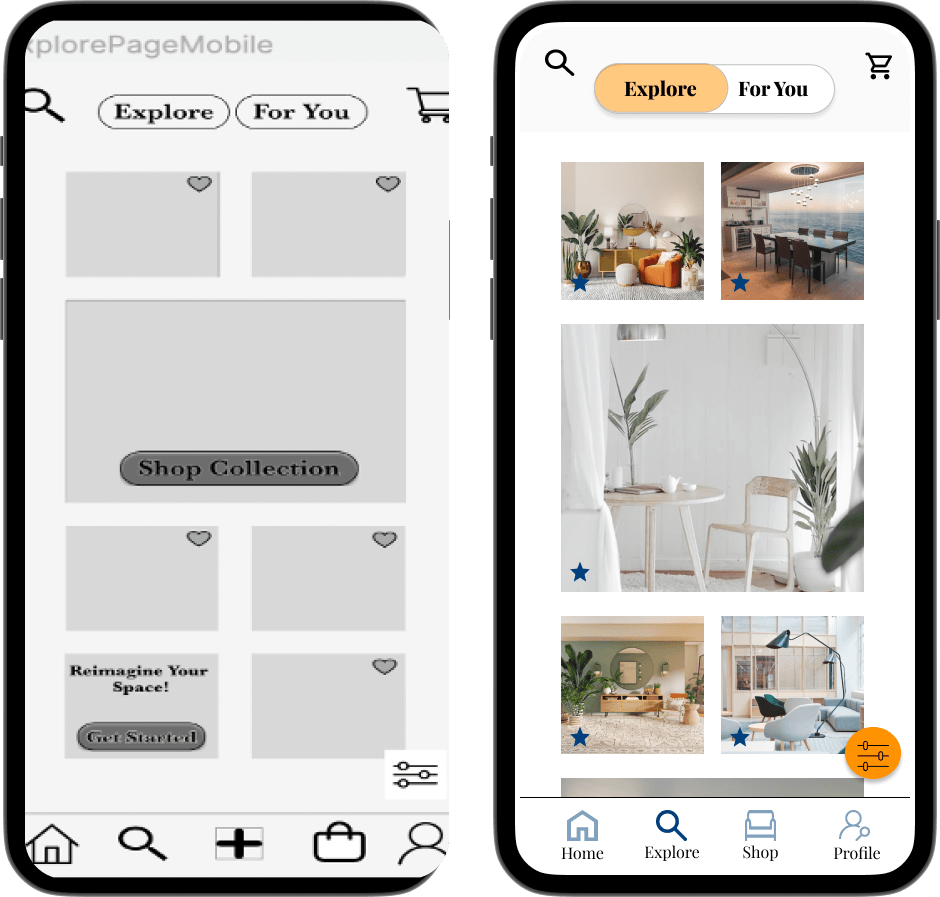 xplorePageMobile
Explore
For You
Shop Collection
Reimagine Your
Space!
Get Started
Explore
For You
Home
Explore
Shop
Profile